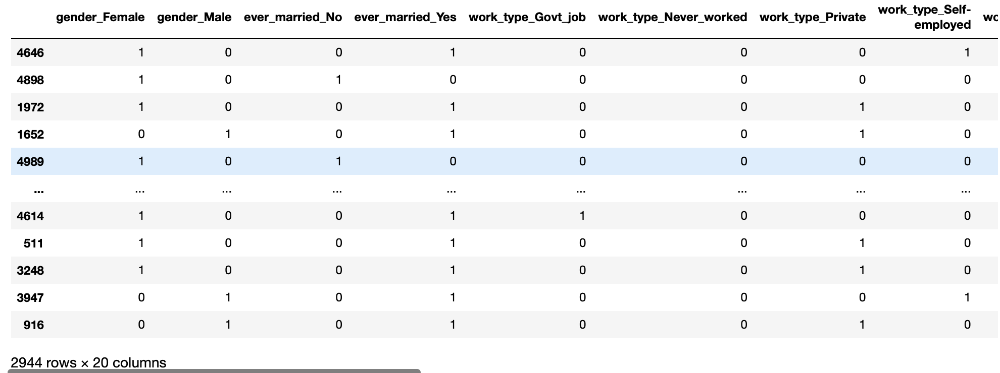 gender_Female gender_Male ever_married_No ever_married_Yes work_type_Govt_job work_type_Never_worked work_type_Private work_type_Self-
employed
4646 1 0 0 1 0 0 0 1
4898 1 0 1 0 0 0 0 0
1972 1 0 0 1 0 0 1 0
1652 0 1 0 1 0 0 1 0
4989 1 0 1 0 0 0 0 0
... ... ... ... ... ... ... ... ...
4614 1 0 0 1 1 0 0 0
511 1 0 0 1 0 0 1 0
3248 1 0 0 1 0 0 1 0
3947 0 1 0 1 0 0 0 1
916 0 1 0 1 0 0 1 0
2944 rows × 20 columns